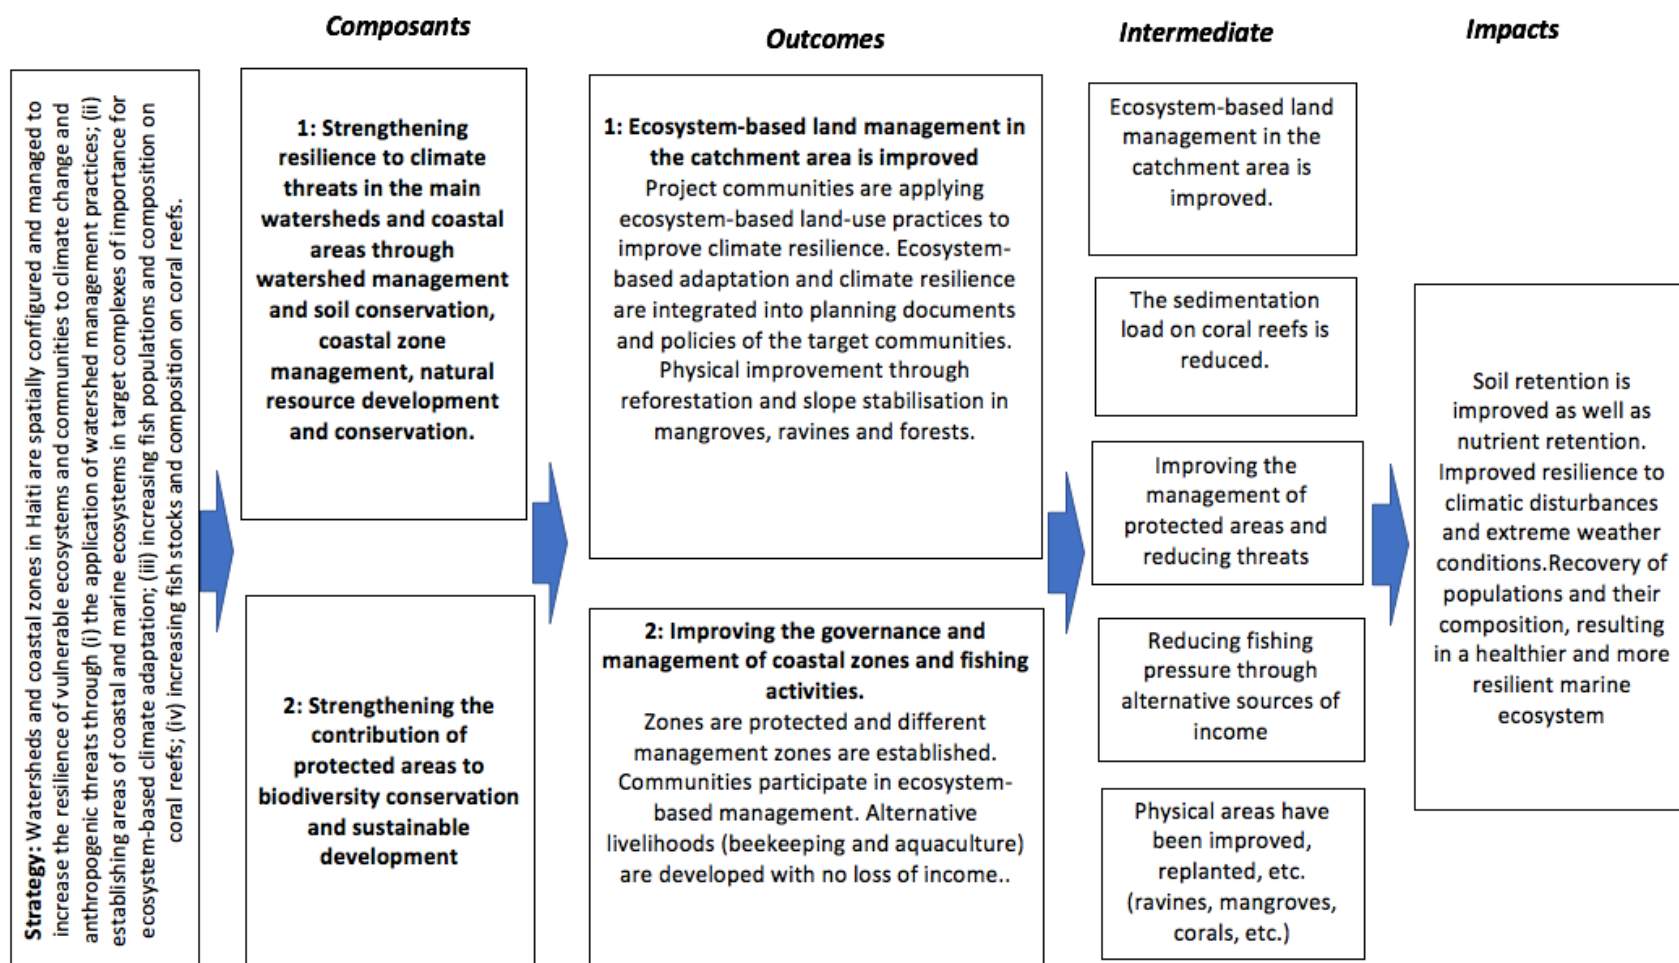 Composants
Outcomes
Intermediate
Impacts
Strategy: Watersheds and coastal zones in Haiti are spatially configured and managed to
increase the resilience of vulnerable ecosystems and communities to climate change and
anthropogenic threats through (i) the application of watershed management practices; (ii)
establishing areas of coastal and marine ecosystems in target complexes of importance for
ecosystem-based climate adaptation; (iii) increasing fish populations and composition on
coral reefs; (iv) increasing fish stocks and composition on coral reefs.
1: Strengthening
resilience to climate
threats in the main
watersheds and coastal
areas through
watershed management
and soil conservation,
coastal zone
management, natural
resource development
and conservation.
2: Strengthening the
contribution of
protected areas to
biodiversity conservation
and sustainable
development
1: Ecosystem-based land management in
the catchment area is improved
Project communities are applying
ecosystem-based land-use practices to
improve climate resilience. Ecosystem-
based adaptation and climate resilience
are integrated into planning documents
and policies of the target communities.
Physical improvement through
reforestation and slope stabilisation in
mangroves, ravines and forests.
2: Improving the governance and
management of coastal zones and fishing
activities.
Zones are protected and different
management zones are established.
Communities participate in ecosystem-
based management. Alternative
livelihoods (beekeeping and aquaculture)
are developed with no loss of income..
Ecosystem-based land
management in the
catchment area is
improved.
The sedimentation
load on coral reefs is
reduced.
Improving the
management of
protected areas and
reducing threats
Reducing fishing
pressure through
alternative sources of
income
Physical areas have
been improved,
replanted, etc.
(ravines, mangroves,
corals, etc.)
Soil retention is
improved as well as
nutrient retention.
Improved resilience to
climatic disturbances
and extreme weather
conditions.Recovery of
populations and their
composition, resulting
in a healthier and more
resilient marine
ecosystem